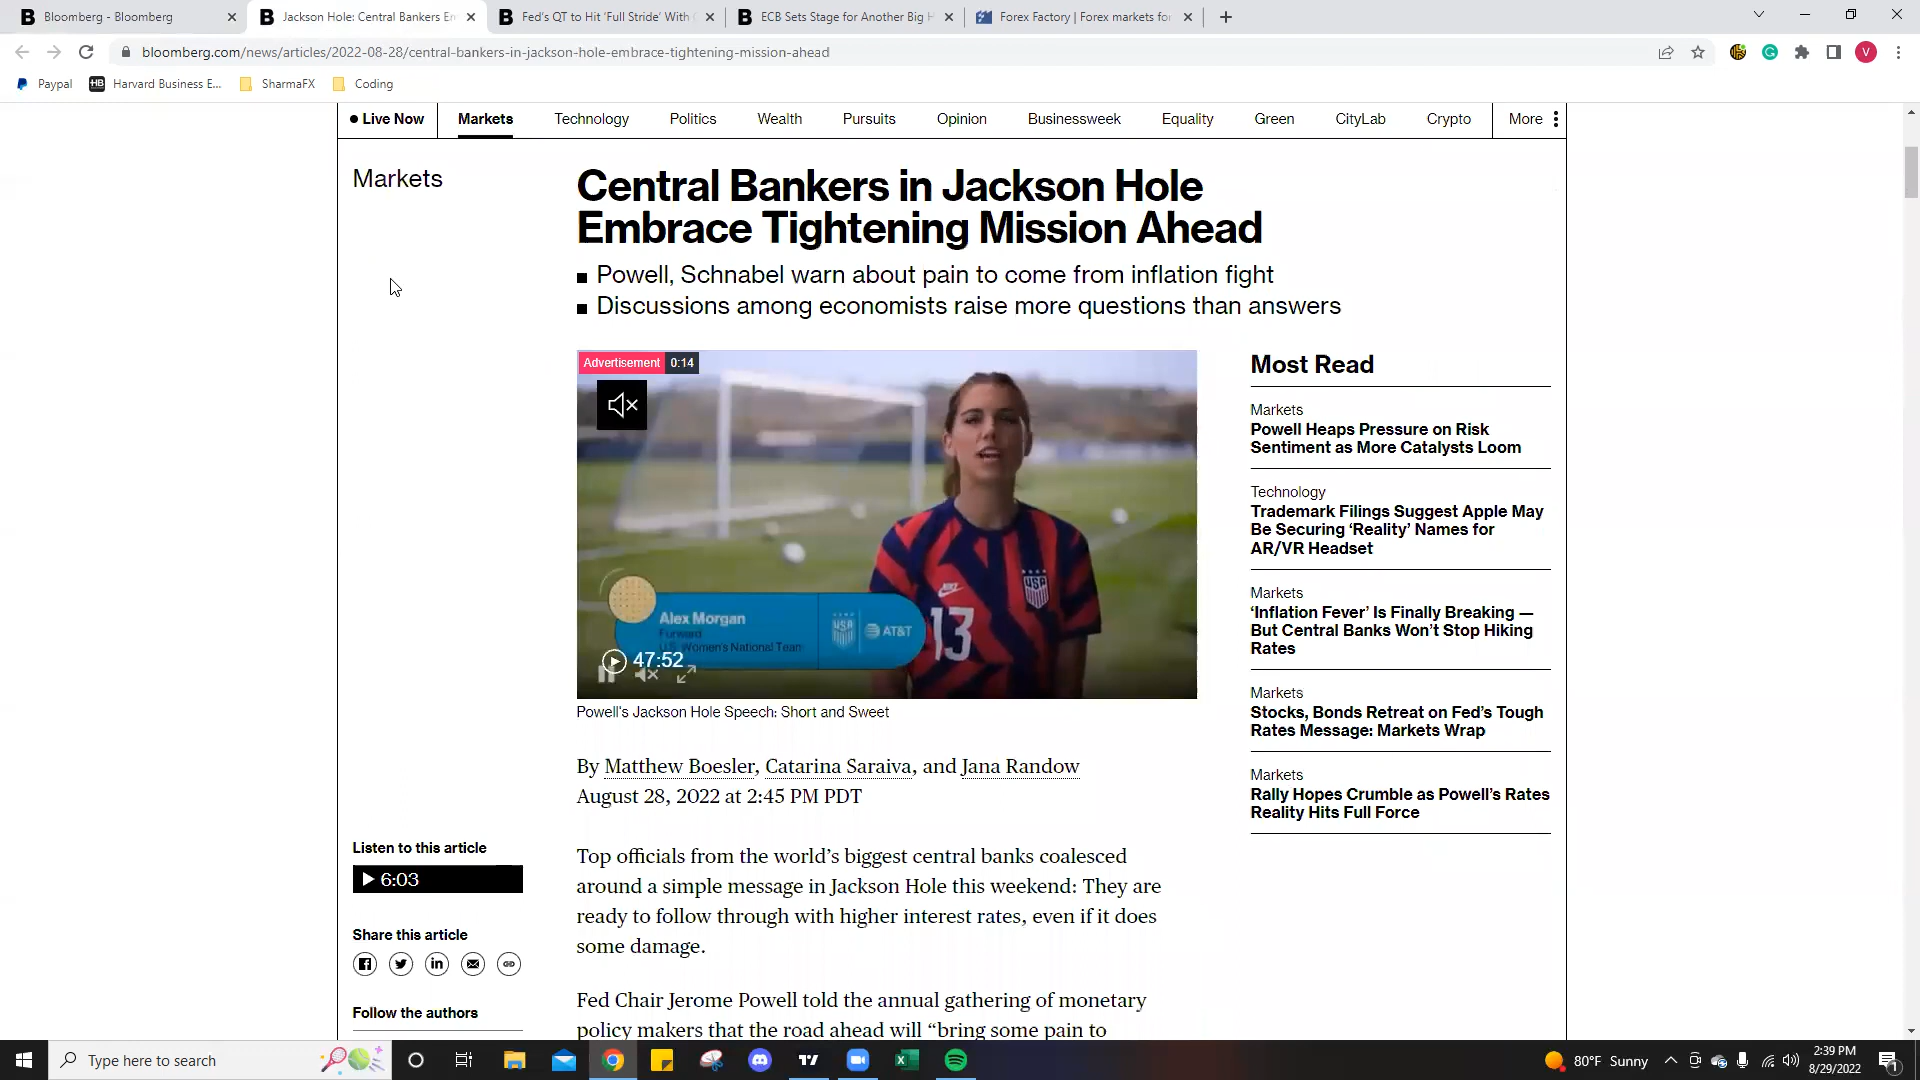 Bloomberg - Bloomberg
Jackson Hole: Central Bankers En
Fed's QT to Hit 'Full Stride' With
ECB Sets Stage for Another Big H
Forex Factory | Forex markets for
bloomberg.com/news/articles/2022-08-28/central-bankers-in-jackson-hole-embrace-tightening-mission-ahead
V
Paypal
HB
Harvard Business E...
SharmaFX
Coding
Live Now
Markets
Technology
Politics
Wealth
Pursuits
Opinion
Businessweek
Equality
Green
CityLab
Crypto
More
Markets
Central Bankers in Jackson Hole
Embrace Tightening Mission Ahead
Powell, Schnabel warn about pain to come from inflation fight
Discussions among economists raise more questions than answers
Advertisement 0:14
USA
13
Alex Morgan
Forward
U.S. Women's National Team
USA
AT&T
47:52
Powell's Jackson Hole Speech: Short and Sweet
By Matthew Boesler, Catarina Saraiva, and Jana Randow
August 28, 2022 at 2:45 PM PDT
Top officials from the world's biggest central banks coalesced
around a simple message in Jackson Hole this weekend: They are
ready to follow through with higher interest rates, even if it does
some damage.
Fed Chair Jerome Powell told the annual gathering of monetary
policy makers that the road ahead will "bring some pain to
Listen to this article
6:03
Share this article
Follow the authors
Most Read
Markets
Powell Heaps Pressure on Risk
Sentiment as More Catalysts Loom
Technology
Trademark Filings Suggest Apple May
Be Securing 'Reality' Names for
AR/VR Headset
Markets
'Inflation Fever' Is Finally Breaking —
But Central Banks Won't Stop Hiking
Rates
Markets
Stocks, Bonds Retreat on Fed's Tough
Rates Message: Markets Wrap
Markets
Rally Hopes Crumble as Powell's Rates
Reality Hits Full Force
Type here to search
80°F Sunny
2:39 PM
8/29/2022
1